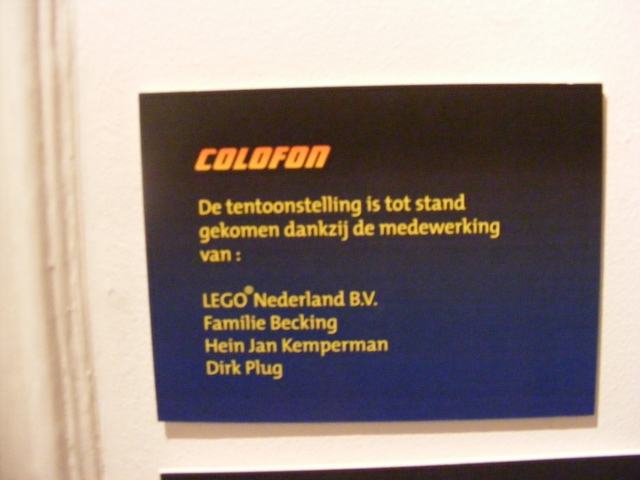 COLOFON
De tentoonstelling is tot stand
gekomen dankzij de medewerking
van :
LEGO® Nederland B.V.
Familie Becking
Hein Jan Kemperman
Dirk Plug